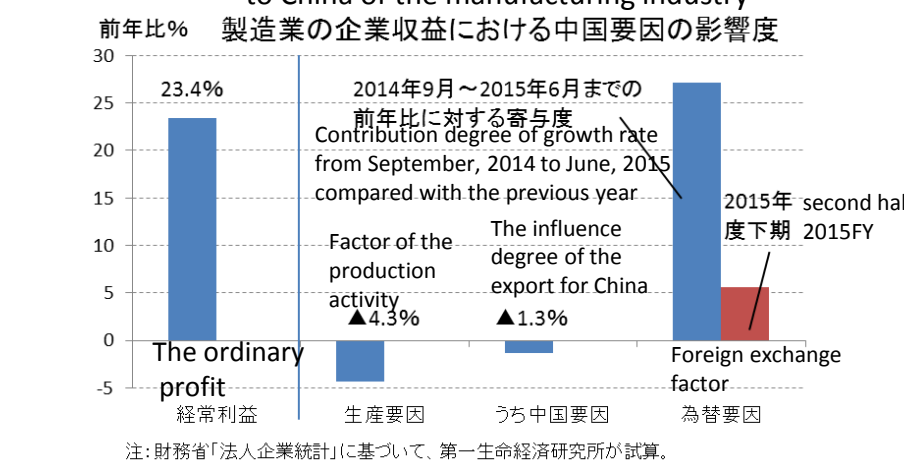 to China of the manufacturing industry
前年比%
製造業の企業収益における中国要因の影響度
30
25
20
15
10
5
0
-5
23.4%
2014年9月～2015年6月までの
前年比に対する寄与度
Contribution degree of growth rate
from September, 2014 to June, 2015
compared with the previous year
2015年
度下期
second hal
2015FY
Factor of the
production
activity
▲4.3%
The influence
degree of the
export for China
▲1.3%
The ordinary
profit
Foreign exchange
factor
経常利益
生産要因
うち中国要因
為替要因
注：財務省「法人企業統計」に基づいて、第一生命経済研究所が試算。